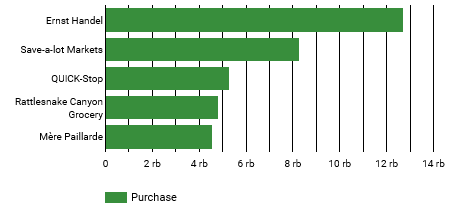 Ernst Handel
Save-a-lot Markets
QUICK-Stop
Rattlesnake Canyon
Grocery
Mère Paillarde
0 2 rb 4 rb 6 rb 8 rb 10 rb 12 rb 14 rb
Purchase